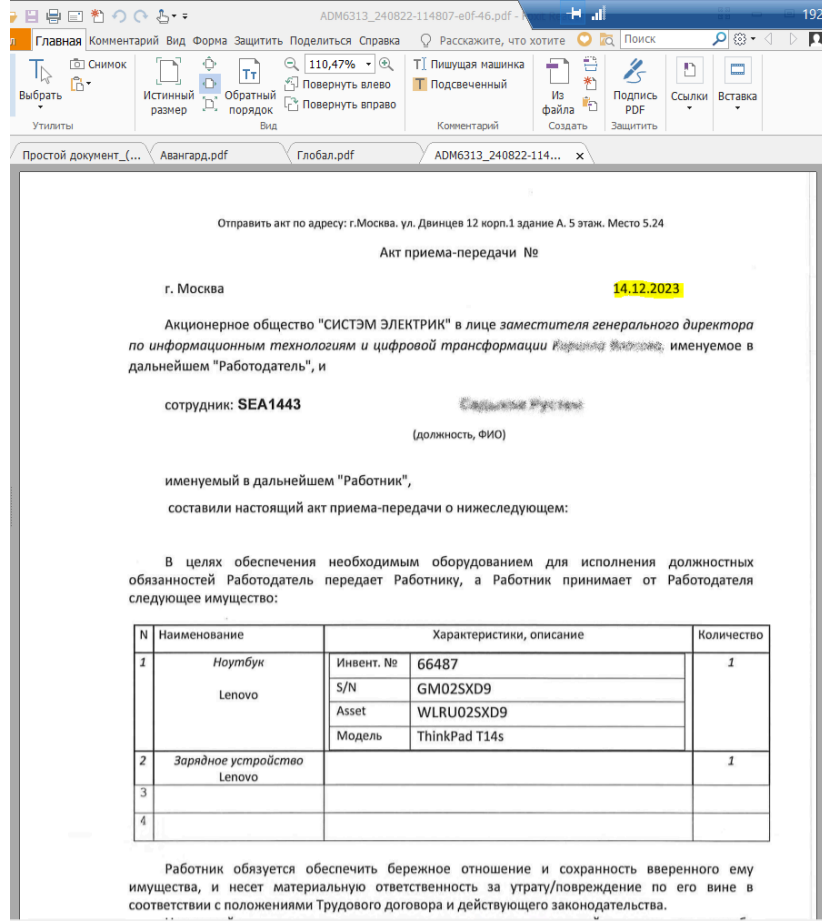 ADM6313_240822-114807-e0f-46.pdf -
192
Главная Комментарий Вид Форма Защитить Поделиться Справка Расскажите, что хотите Поиск
Выбрать
Снимок
Истинный размер
Обратный порядок
110,47%
Повернуть влево
Повернуть вправо
Пишущая машинка
Подсвеченный
Из файла
Подпись PDF
Ссылки
Вставка
Утилиты Вид Комментарий Создать Защитить
Простой документ_(... Авангард.pdf Глобал.pdf ADM6313_240822-114... x
Отправить акт по адресу: г.Москва. ул. Двинцев 12 корп.1 здание А. 5 этаж. Место 5.24
Акт приема-передачи №
г. Москва 14.12.2023
Акционерное общество "СИСТЭМ ЭЛЕКТРИК" в лице заместителя генерального директора
по информационным технологиям и цифровой трансформации именуемое в
дальнейшем "Работодатель", и
сотрудник: SEA1443
(должность, ФИО)
именуемый в дальнейшем "Работник",
составили настоящий акт приема-передачи о нижеследующем:
В целях обеспечения необходимым оборудованием для исполнения должностных
обязанностей Работодатель передает Работнику, а Работник принимает от Работодателя
следующее имущество:
N Наименование Характеристики, описание Количество
1 Ноутбук Инвент. № 66487 1
Lenovo S/N GM02SXD9
Asset WLRU02SXD9
Модель ThinkPad T14s
2 Зарядное устройство 1
Lenovo
3
4
Работник обязуется обеспечить бережное отношение и сохранность вверенного ему
имущества, и несет материальную ответственность за утрату/повреждение по его вине в
соответствии с положениями Трудового договора и действующего законодательства.